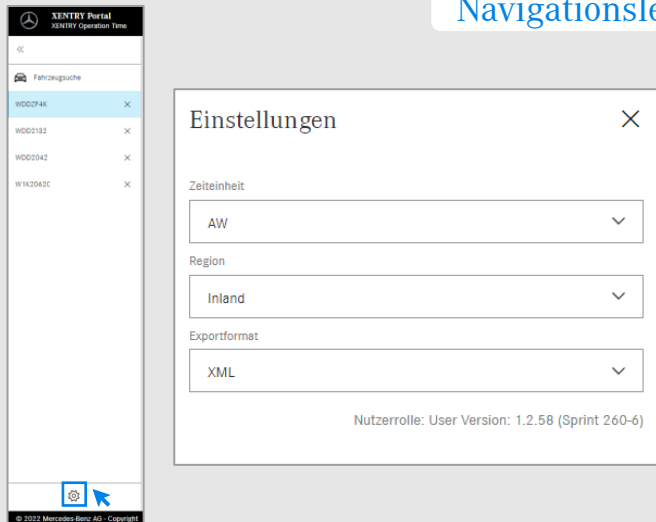 Navigationsle
XENTRY Portal
XENTRY Operation Time
Fahrzeugsuche
WDDZF4K
WDD2132
WDD2042
W1K2062C
© 2022 Mercedes-Benz AG - Copyright
Einstellungen
Zeiteinheit
AW
Region
Inland
Exportformat
XML
Nutzerrolle: User Version: 1.2.58 (Sprint 260-6)